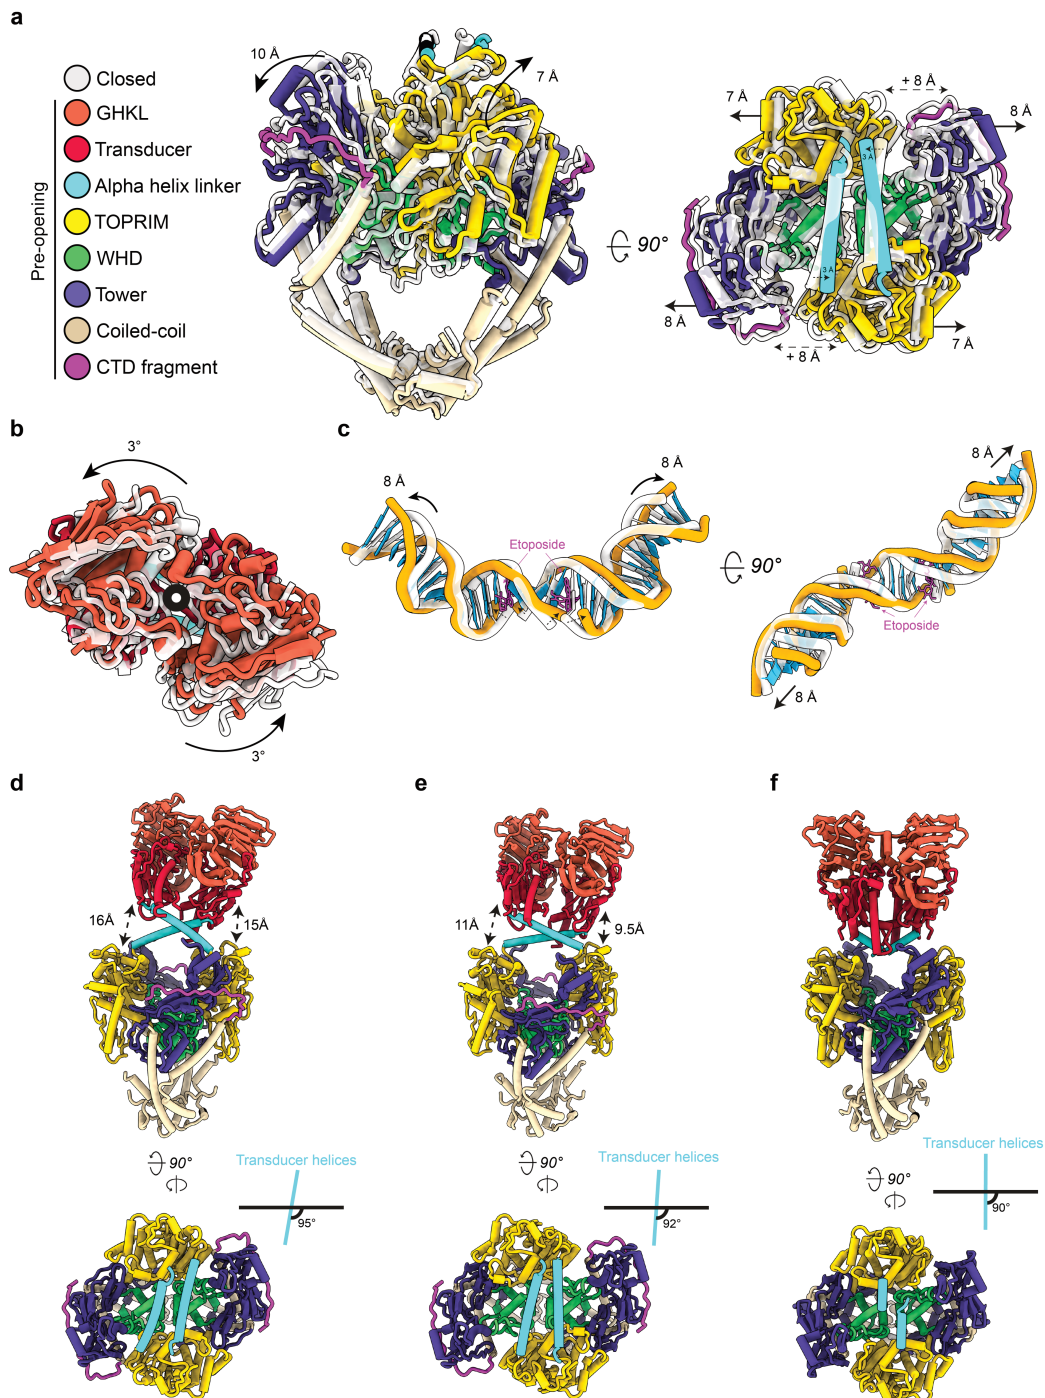 a
Closed
GHKL
Transducer
Alpha helix linker
TOPRIM
WHD
Tower
Coiled-coil
CTD fragment
Pre-opening
10 Å
7 Å
90°
7 Å
+ 8 Å
8 Å
3 Å
3 Å
8 Å
+ 8 Å
7 Å
b
3°
3°
c
8 Å
8 Å
Etoposide
90°
8 Å
Etoposide
8 Å
d
16Å
15Å
90°
Transducer helices
95°
e
11Å
9.5Å
90°
Transducer helices
92°
f
90°
Transducer helices
90°